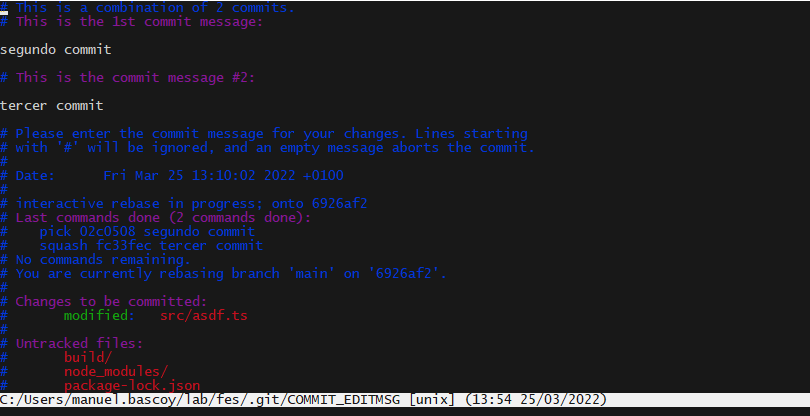 # This is a combination of 2 commits.
# This is the 1st commit message:
segundo commit
# This is the commit message #2:
tercer commit
# Please enter the commit message for your changes. Lines starting
# with '#' will be ignored, and an empty message aborts the commit.
#
# Date:      Fri Mar 25 13:10:02 2022 +0100
#
# interactive rebase in progress; onto 6926af2
# Last commands done (2 commands done):
#    pick 02c0508 segundo commit
#    squash fc33fec tercer commit
# No commands remaining.
# You are currently rebasing branch 'main' on '6926af2'.
#
# Changes to be committed:
#       modified:   src/asdf.ts
#
# Untracked files:
#       build/
#       node_modules/
#       package-lock.json
C:/Users/manuel.bascoy/lab/fes/.git/COMMIT_EDITMSG [unix] (13:54 25/03/2022)